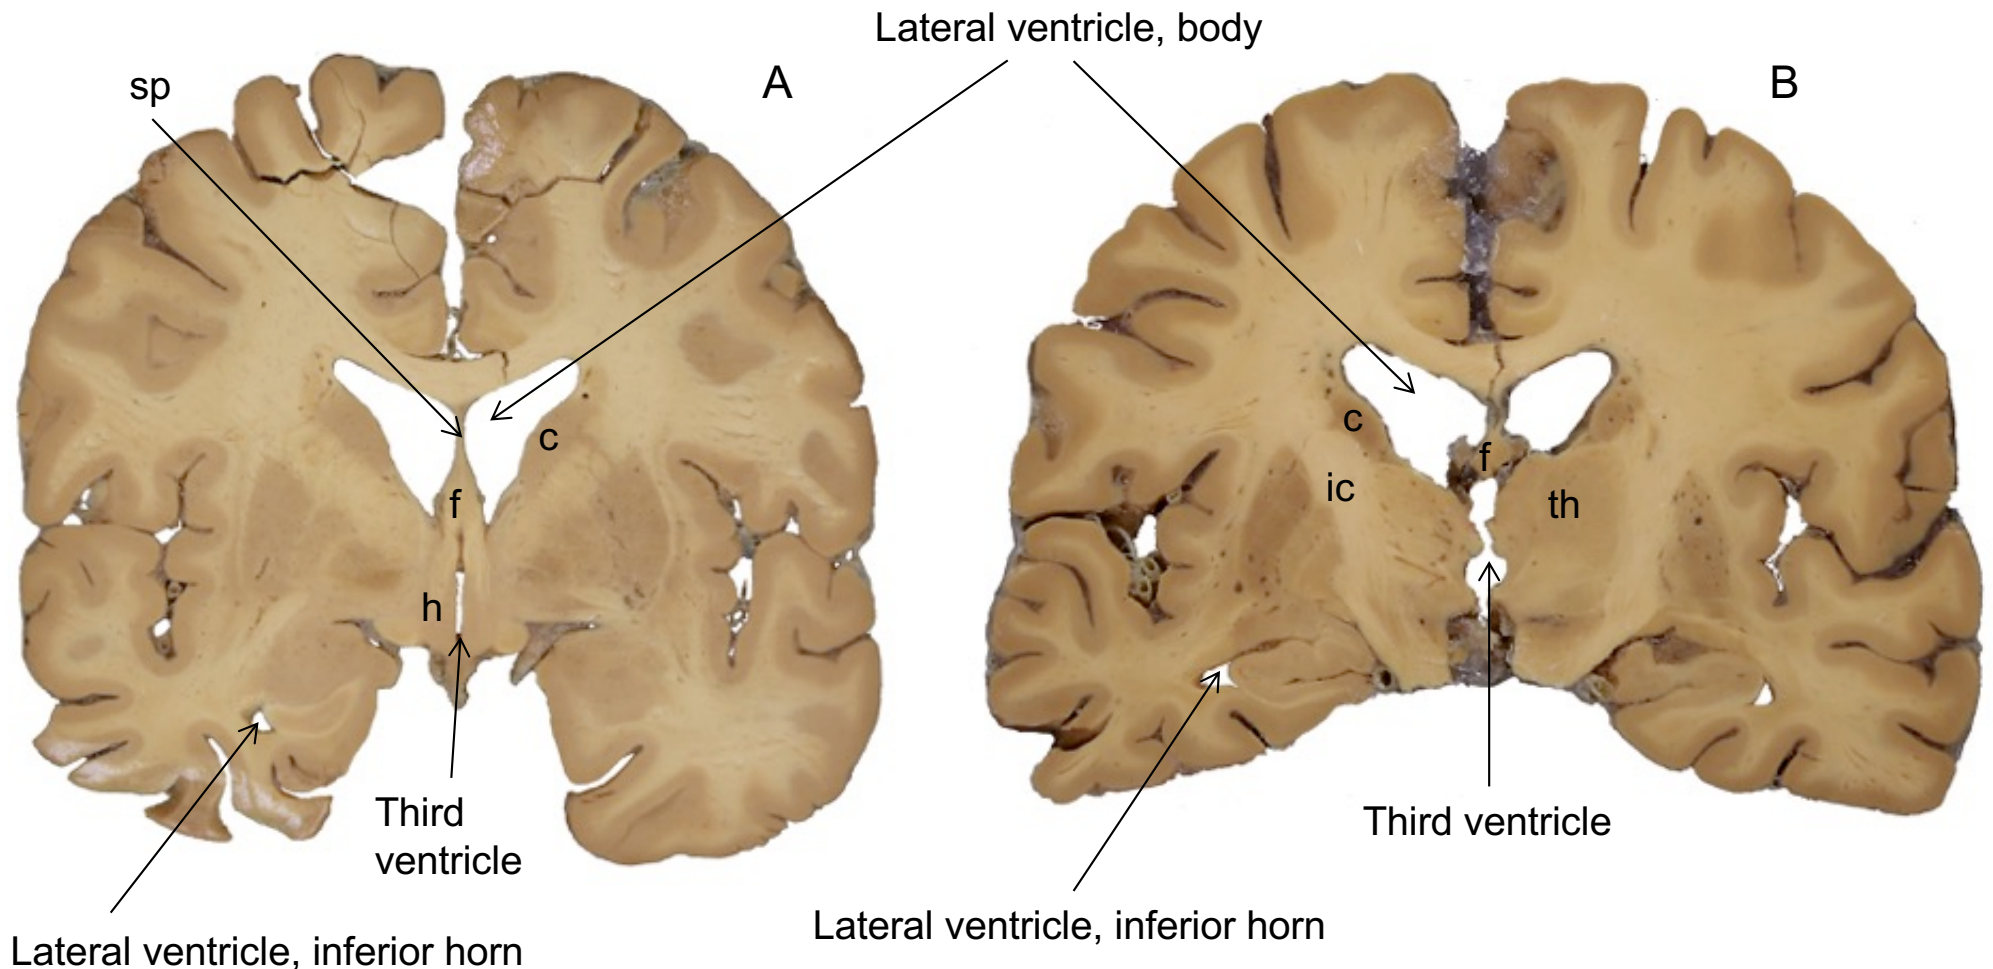 Lateral ventricle, body
sp
A
B
c
f
h
c
f
ic
th
Third
ventricle
Third ventricle
Lateral ventricle, inferior horn
Lateral ventricle, inferior horn